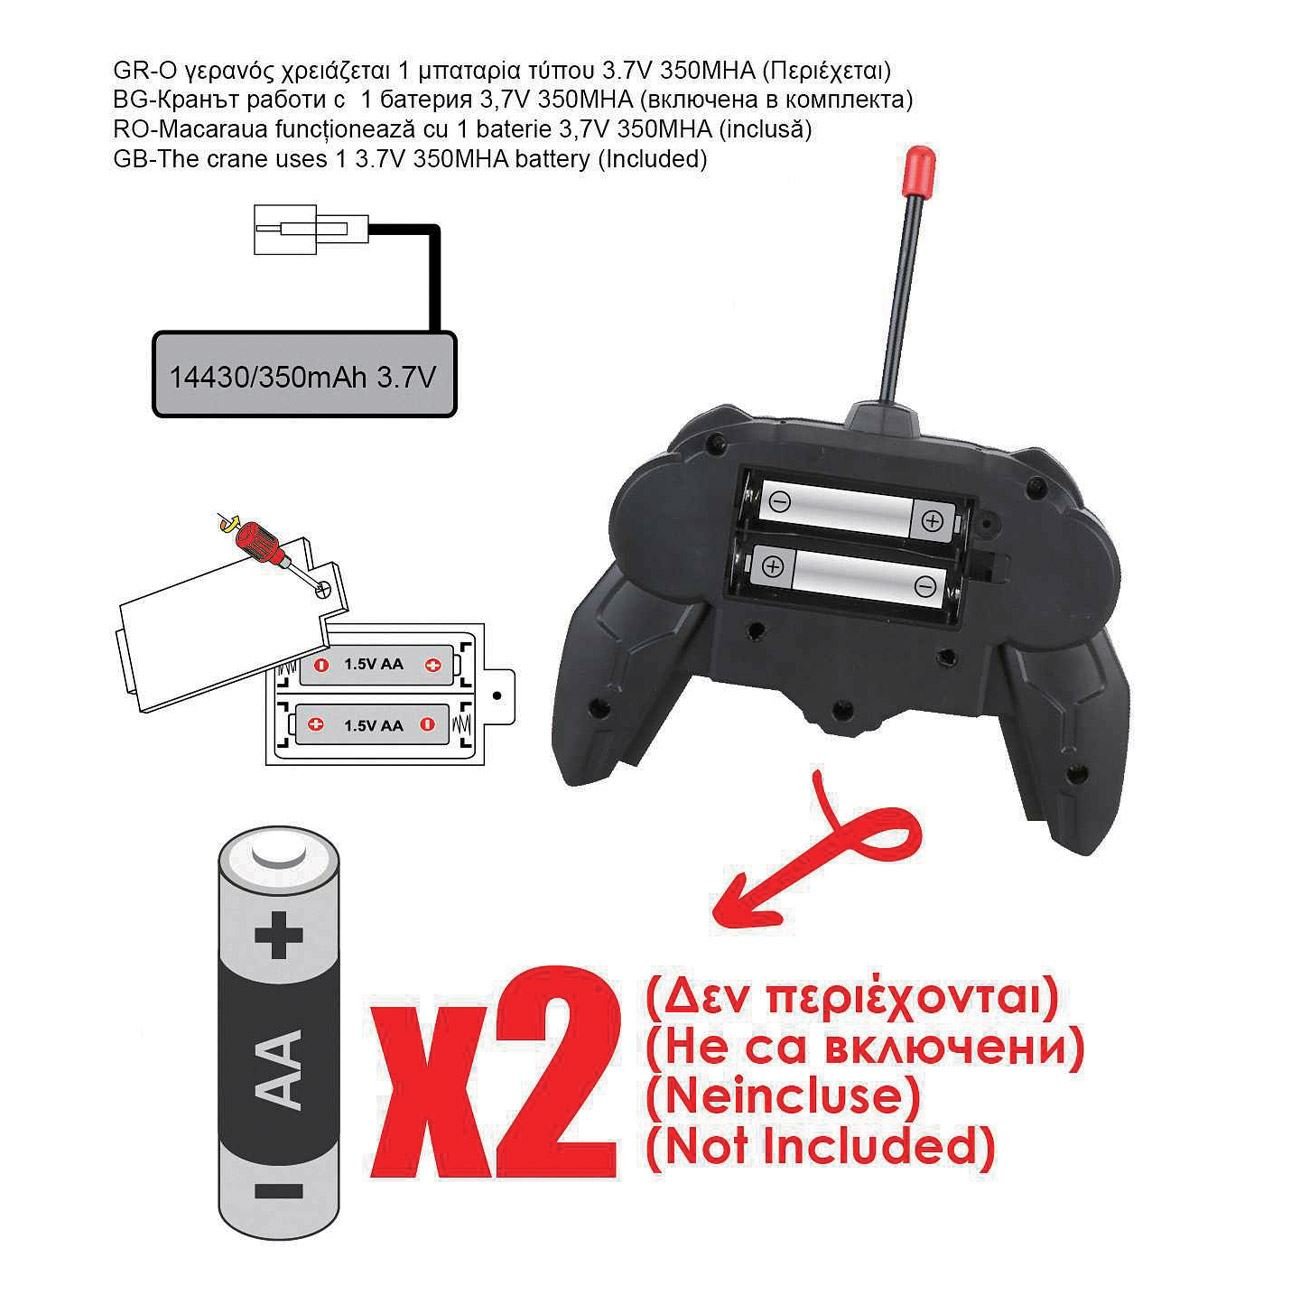 GR-Ο γερανός χρειάζεται 1 μπαταρία τύπου 3.7V 350MHA (Περιέχεται)
BG-Кранът работи с 1 батерия 3,7V 350MHA (включена в комплекта)
RO-Macaraua funcționează cu 1 baterie 3,7V 350MHA (inclusă)
GB-The crane uses 1 3.7V 350MHA battery (Included)
14430/350mAh 3.7V
1.5V AA
1.5V AA
AA
x2
(Δεν περιέχονται)
(Не са включени)
(Neincluse)
(Not Included)